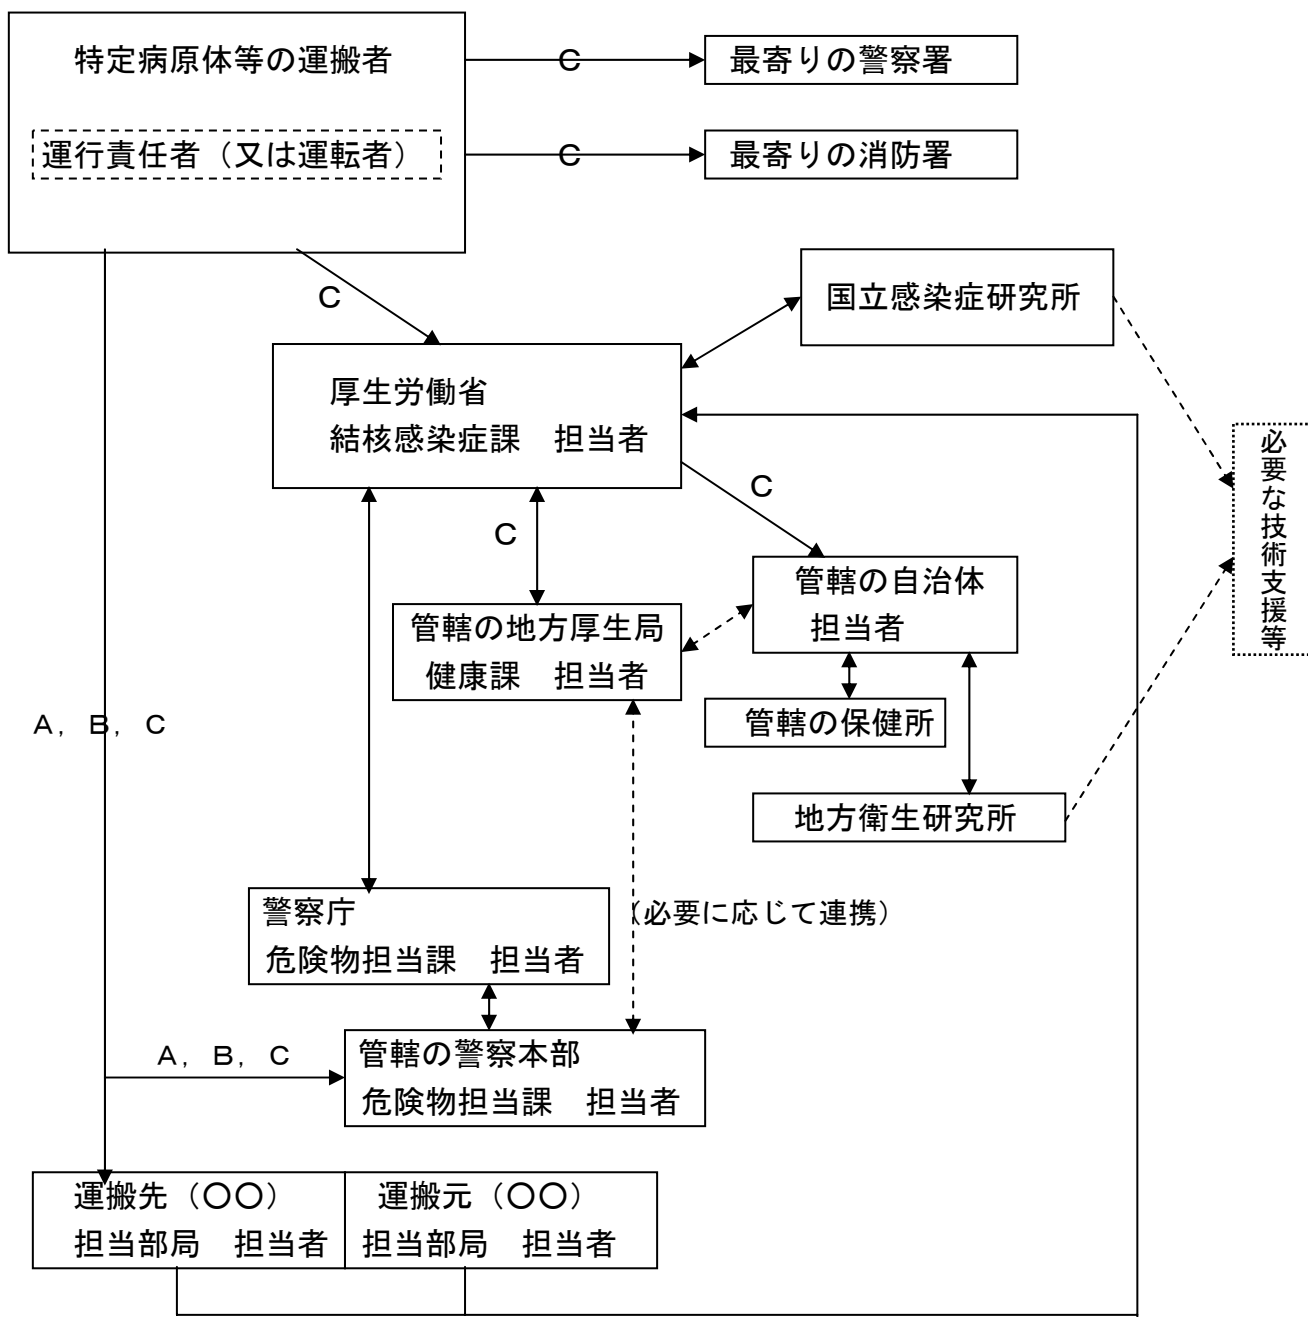 特定病原体等の運搬者
運行責任者（又は運転者）
C
最寄りの警察署
C
最寄りの消防署
C
国立感染症研究所
厚生労働省
結核感染症課　担当者
必要な技術支援等
C
C
管轄の自治体
担当者
管轄の地方厚生局
健康課　担当者
管轄の保健所
A，B，C
地方衛生研究所
警察庁
危険物担当課　担当者
（必要に応じて連携）
A，B，C
管轄の警察本部
危険物担当課　担当者
運搬先（〇〇）
担当部局　担当者
運搬元（〇〇）
担当部局　担当者